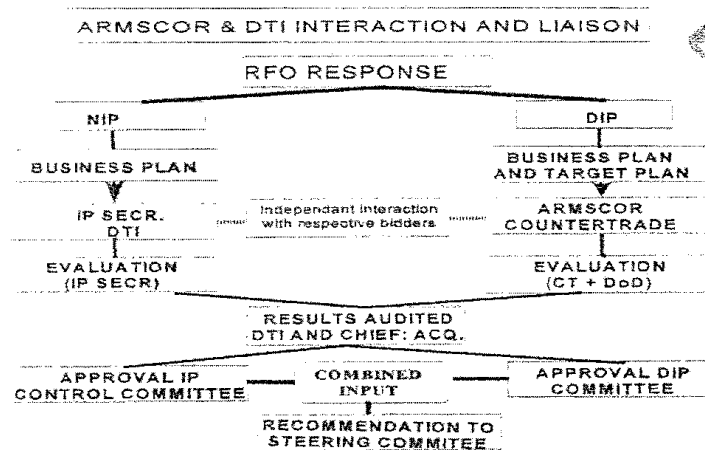 ARMSCOR & DTI INTERACTION AND LIAISON
RFO RESPONSE
NIP
DIP
BUSINESS PLAN
BUSINESS PLAN
AND TARGET PLAN
IP SECR.
DTI
Independant interaction
with respective bidders
ARMSCOR
COUNTERTRADE
EVALUATION
(IP SECR)
EVALUATION
(CT + DoD)
RESULTS AUDITED
DTI AND CHIEF: ACQ.
APPROVAL IP
CONTROL COMMITTEE
COMBINED
INPUT
APPROVAL DIP
COMMITTEE
RECOMMENDATION TO
STEERING COMMITEE